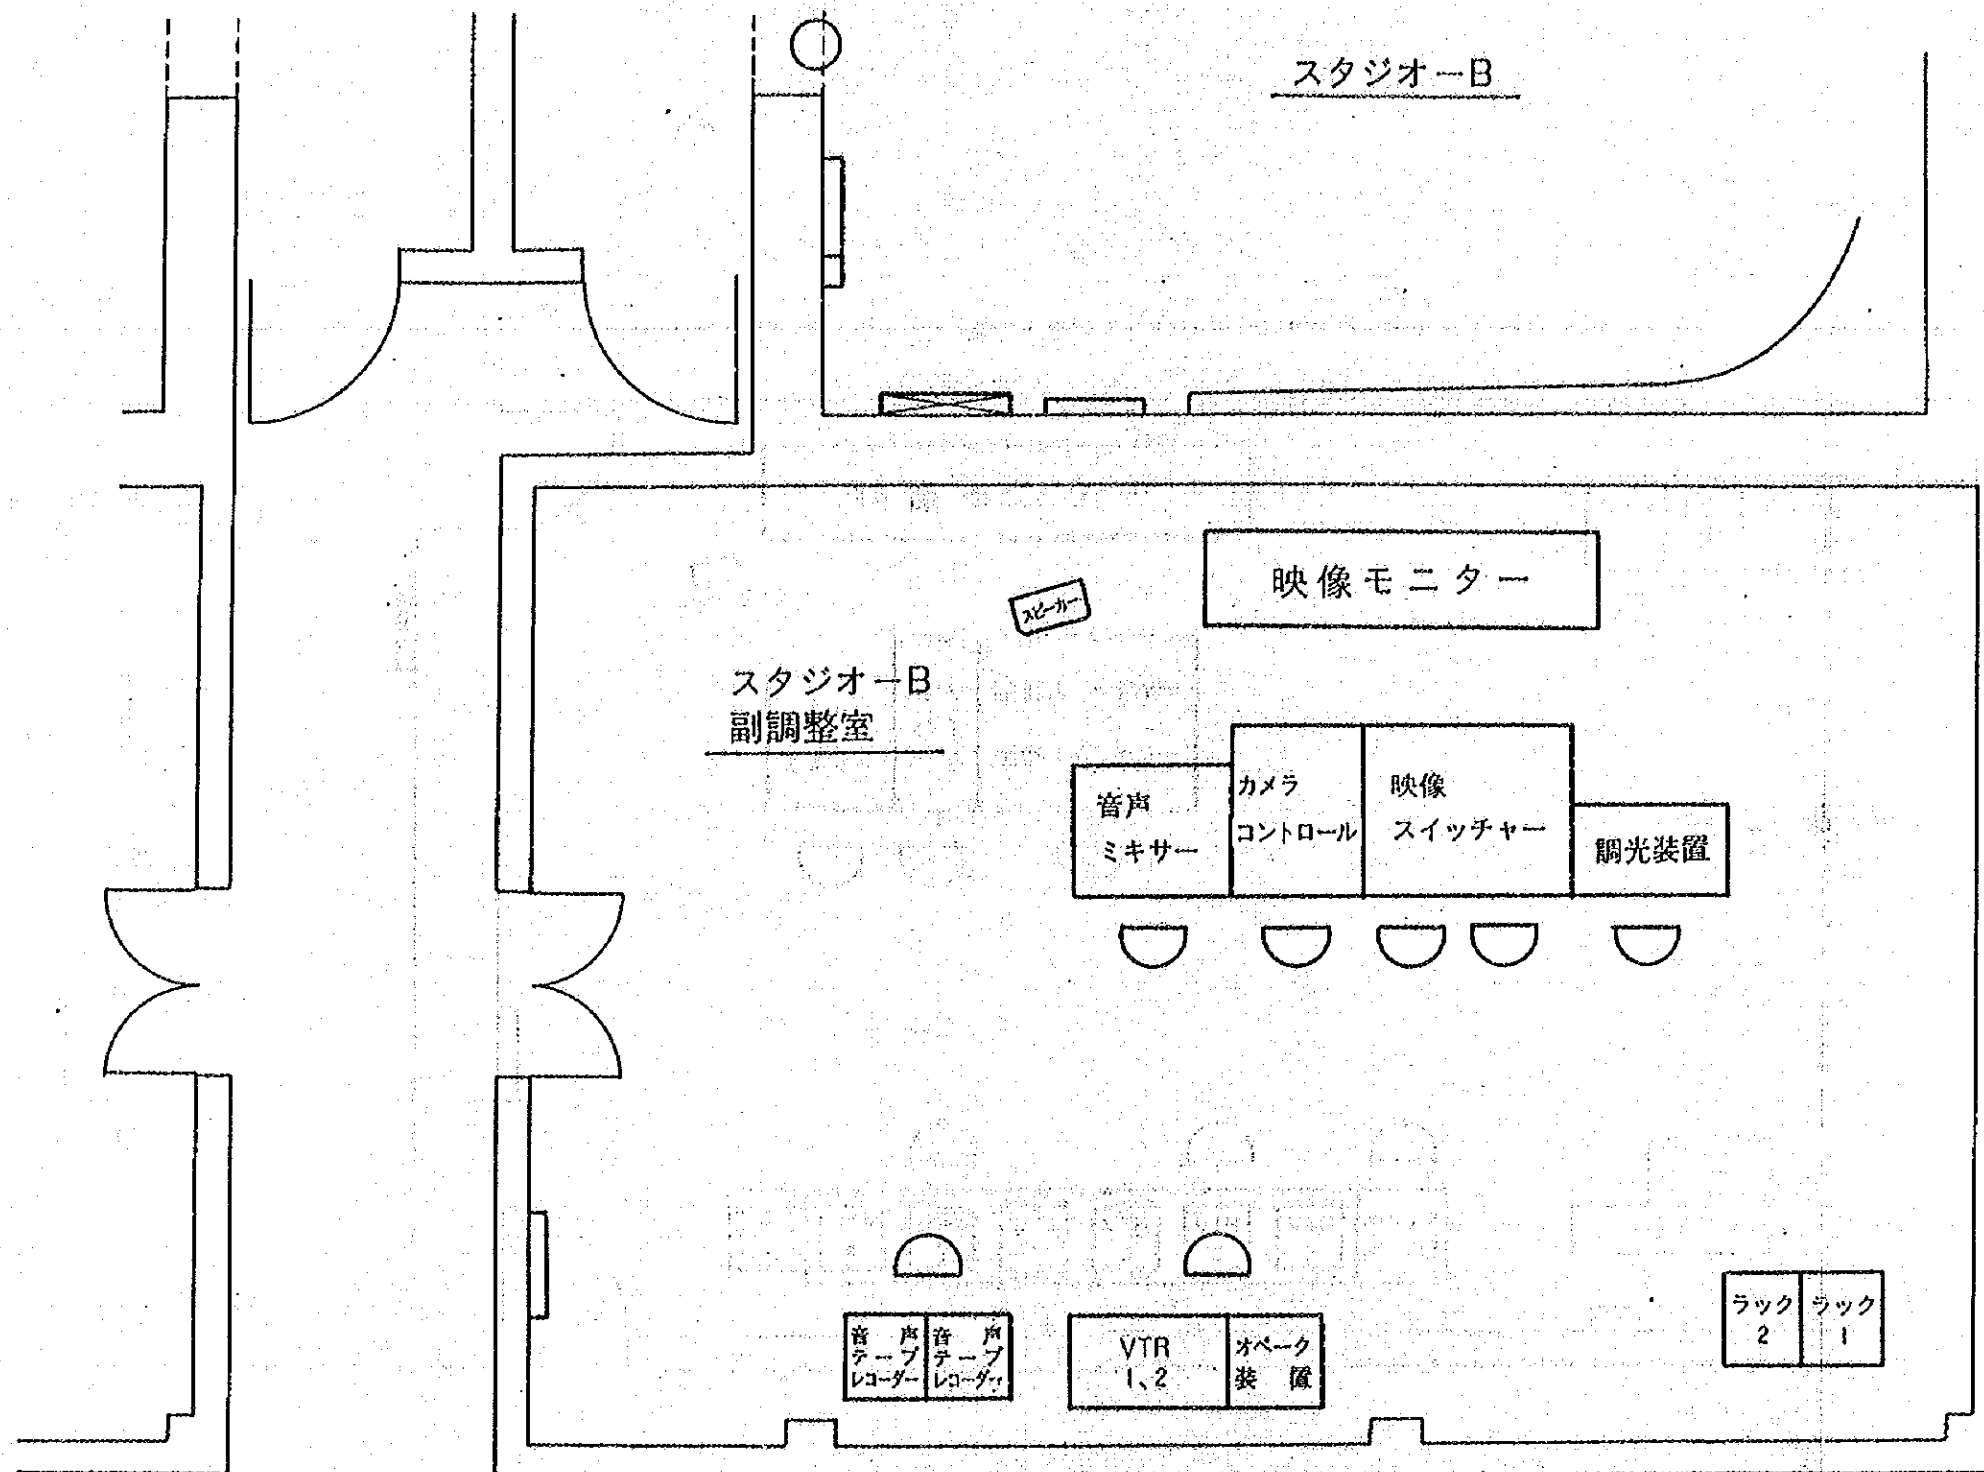 スタジオーB
映像モニター
スピーカー
スタジオーB
副調整室
音声
ミキサー
カメラ
コントロール
映像
スイッチャー
調光装置
音声
テープ
レコーダー
音声
テープ
レコーダー
VTR
1、2
オペーク
装置
ラック
2
ラック
1